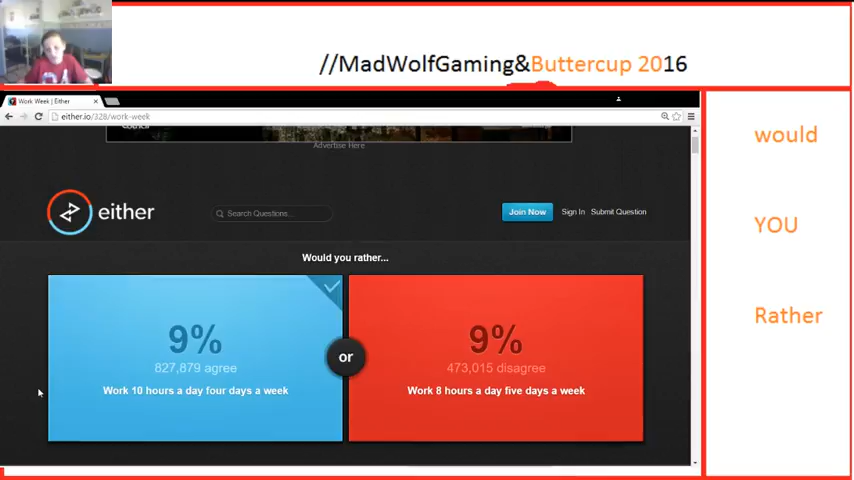 //MadWolfGaming&Buttercup 2016
Work Week | Either
either.io/328/work-week
Advertise Here
either
Search Questions...
Join Now
Sign In
Submit Question
Would you rather...
9%
827,879 agree
Work 10 hours a day four days a week
or
9%
473,015 disagree
Work 8 hours a day five days a week
would
YOU
Rather